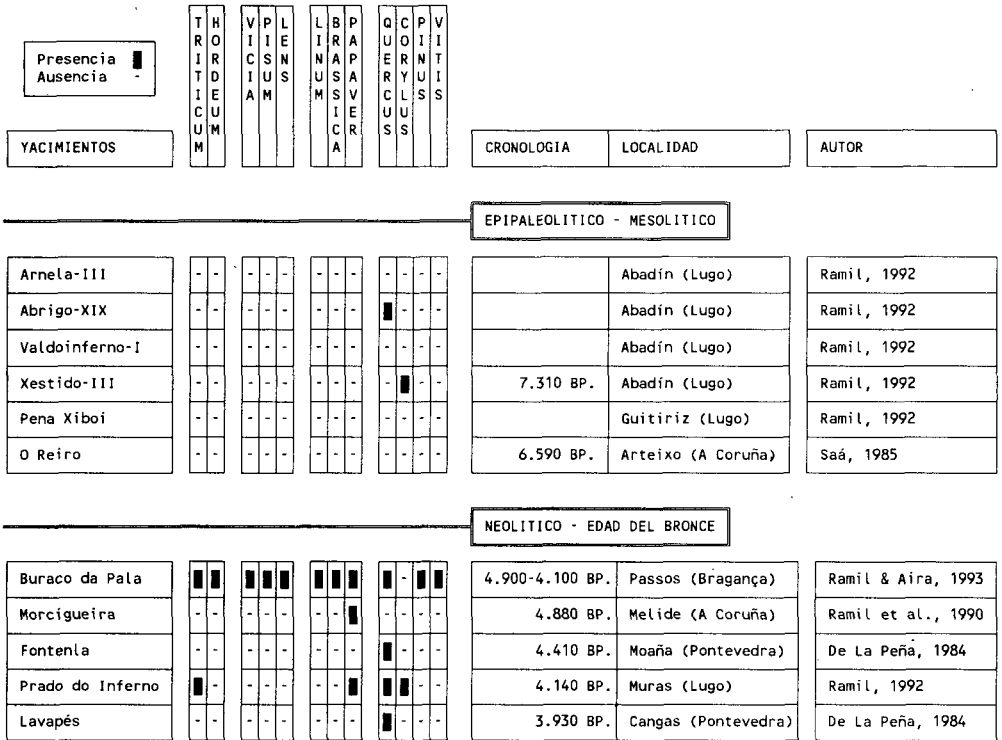 TRITICUM HORDEUM VICIA PISUM LENS LINUM BRASSICA PAPAVER QUERCUS CORYLUS PINUS VITIS
Presencia
Ausencia -
YACIMIENTOS CRONOLOGIA LOCALIDAD AUTOR
EPIPALEOLITICO - MESOLITICO
Arnela-III - - - - - - - - - - - - Abadín (Lugo) Ramil, 1992
Abrigo-XIX - - - - - - - - - - - Abadín (Lugo) Ramil, 1992
Valdoinferno-I - - - - - - - - - - - - Abadín (Lugo) Ramil, 1992
Xestido-III - - - - - - - - - - - 7.310 BP. Abadín (Lugo) Ramil, 1992
Pena Xiboi - - - - - - - - - - - - Guitiriz (Lugo) Ramil, 1992
O Reiro - - - - - - - - - - - - 6.590 BP. Arteixo (A Coruña) Saá, 1985
NEOLITICO - EDAD DEL BRONCE
Buraco da Pala - 4.900-4.100 BP. Passos (Bragança) Ramil & Aira, 1993
Morcigueira - - - - - - - - - - - 4.880 BP. Melide (A Coruña) Ramil et al., 1990
Fontenla - - - - - - - - - - - 4.410 BP. Moaña (Pontevedra) De La Peña, 1984
Prado do Inferno - - - - - - - - 4.140 BP. Muras (Lugo) Ramil, 1992
Lavapés - - - - - - - - - - - 3.930 BP. Cangas (Pontevedra) De La Peña, 1984